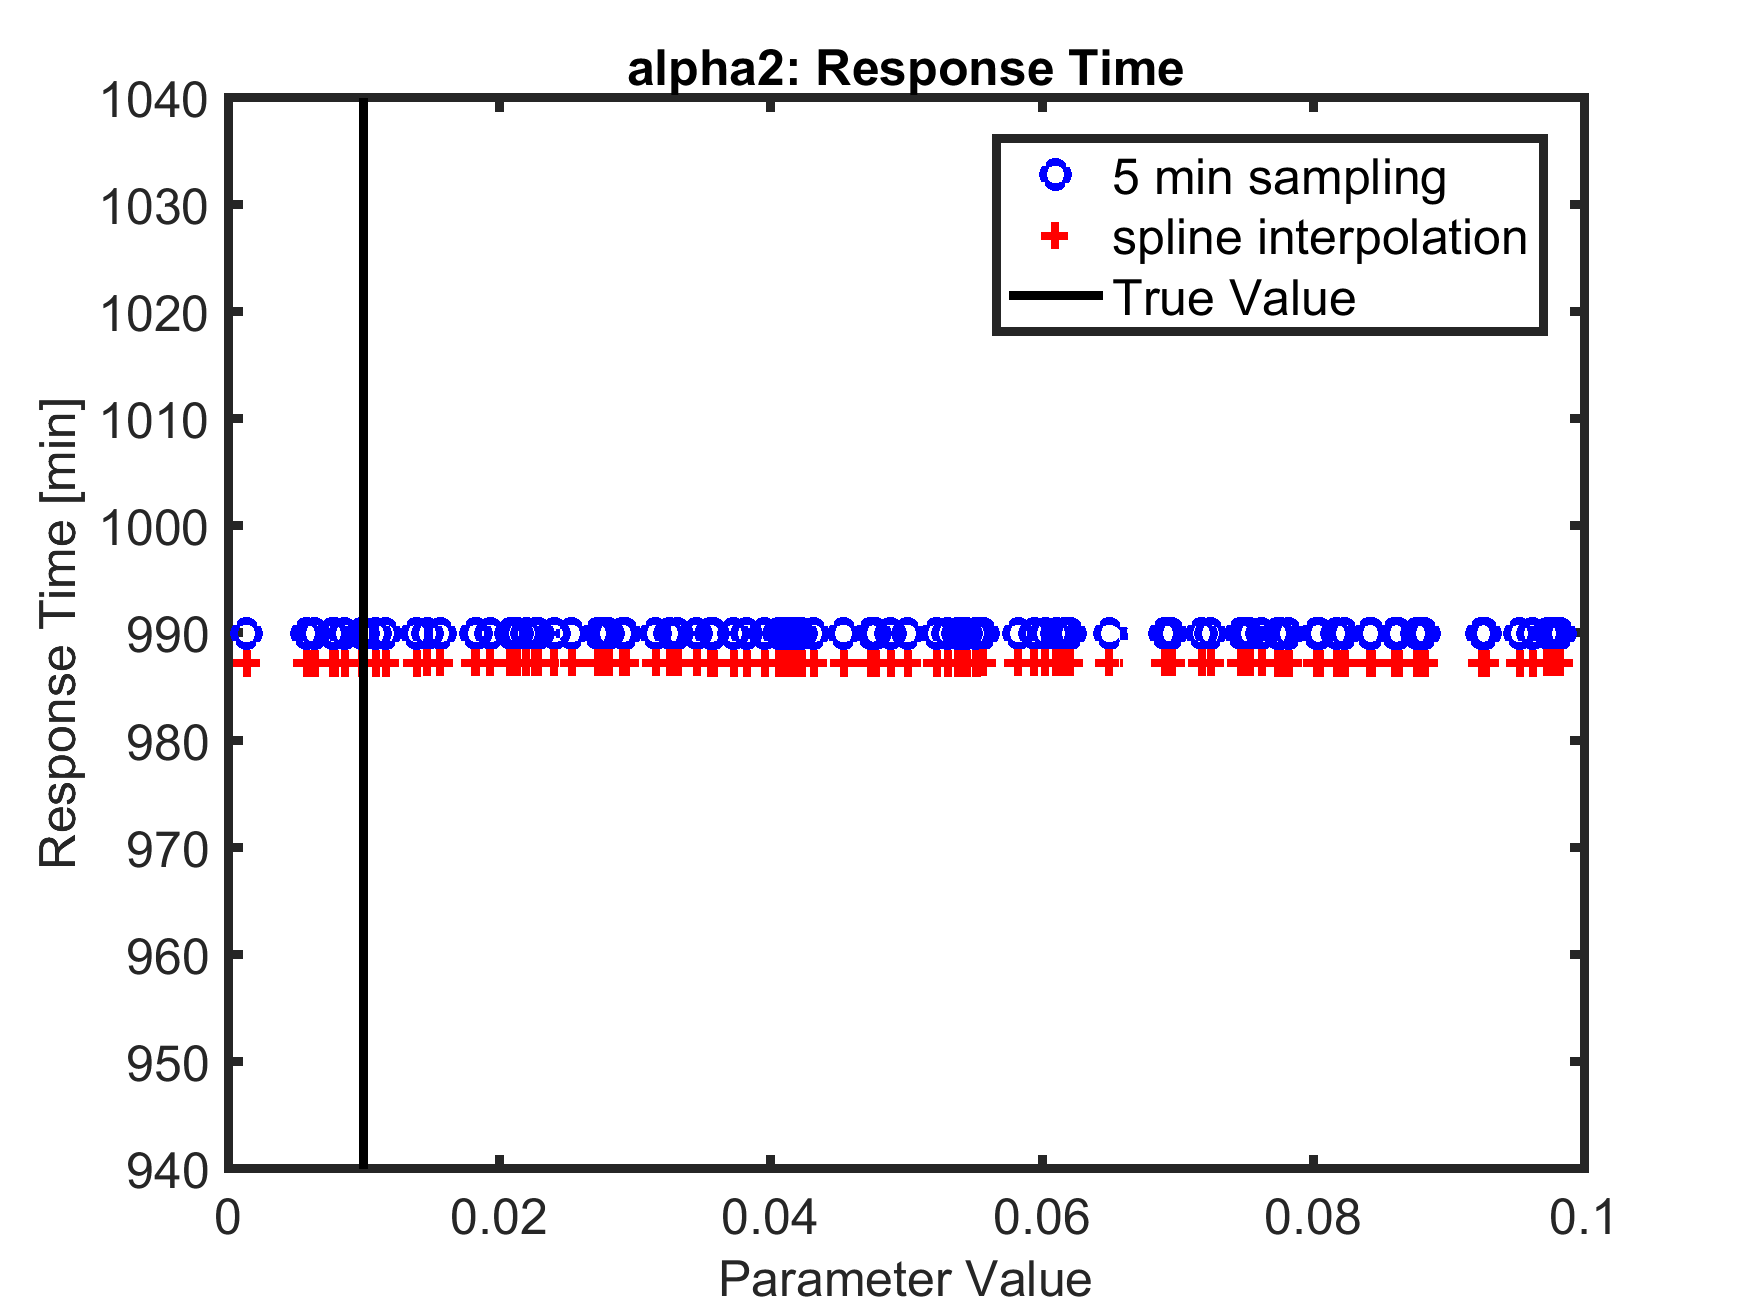 alpha2: Response Time
1040
1030
1020
1010
1000
990
980
970
960
950
940
Response Time [min]
5 min sampling
spline interpolation
True Value
0 0.02 0.04 0.06 0.08 0.1
Parameter Value